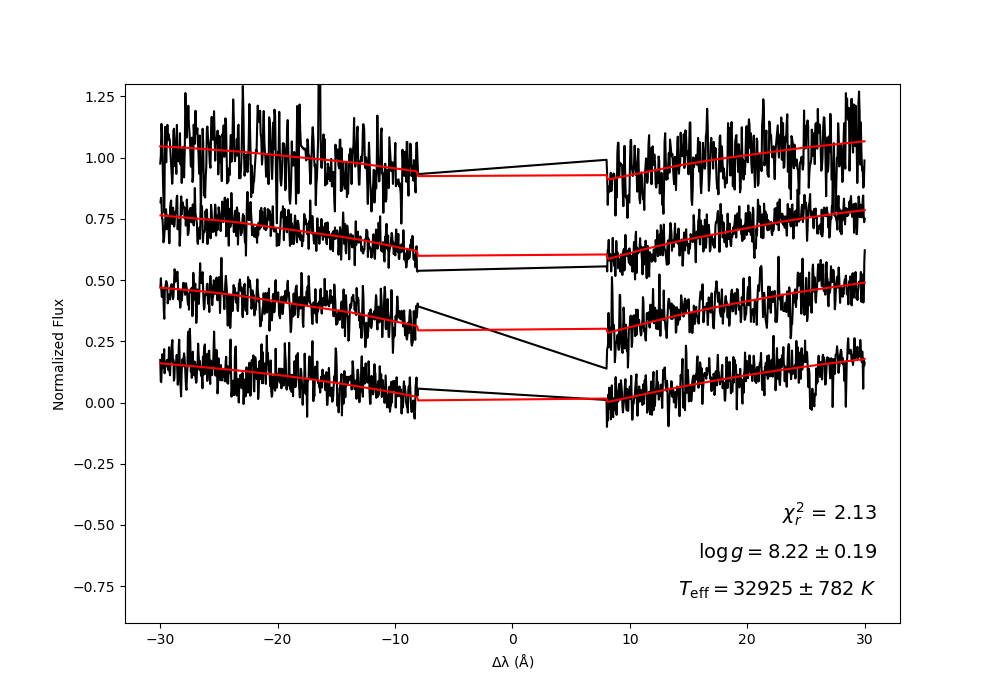 1.25
1.00
0.75
0.50
0.25
0.00
−0.25
−0.50
−0.75
Normalized Flux
χ²ᵣ = 2.13
log g = 8.22 ± 0.19
T_eff = 32925 ± 782 K
−30 −20 −10 0 10 20 30
Δλ (Å)